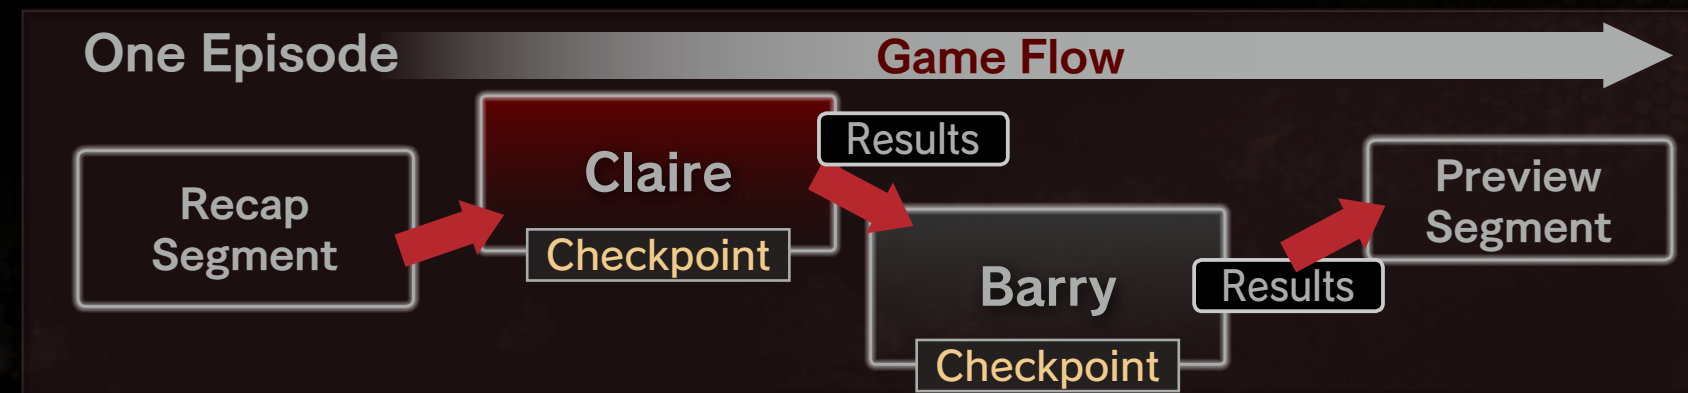 One Episode
Game Flow
Recap
Segment
Claire
Checkpoint
Results
Barry
Checkpoint
Results
Preview
Segment